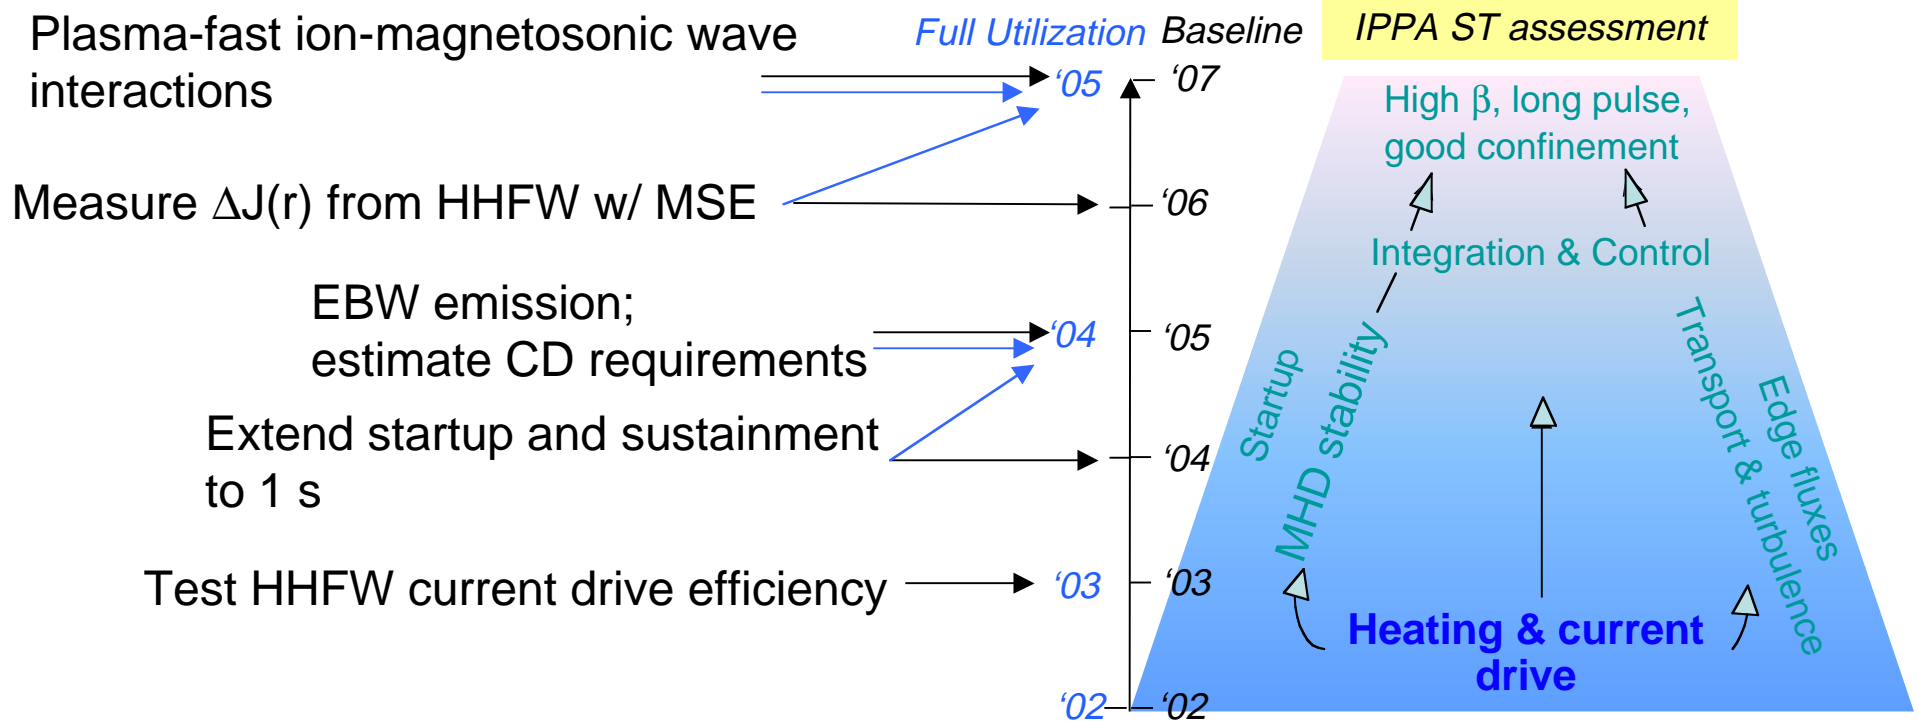 Plasma-fast ion-magnetosonic wave
interactions
Measure ΔJ(r) from HHFW w/ MSE
EBW emission;
estimate CD requirements
Extend startup and sustainment
to 1 s
Test HHFW current drive efficiency
Full Utilization
‘05
‘04
‘03
‘02
Baseline
‘07
‘06
‘05
‘04
‘03
‘02
IPPA ST assessment
High β, long pulse,
good confinement
Integration & Control
Startup
MHD stability
Transport & turbulence
Edge fluxes
Heating & current
drive